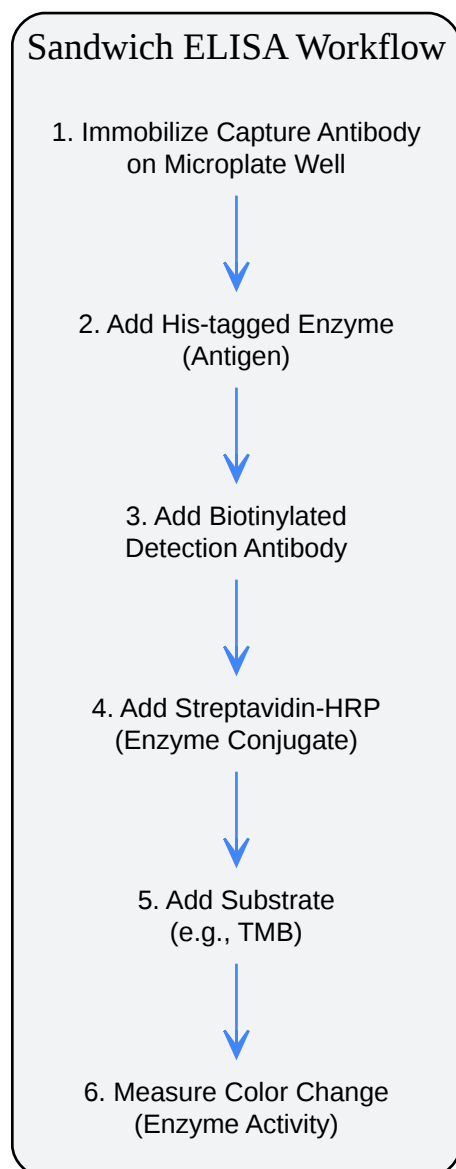 Sandwich ELISA Workflow
1. Immobilize Capture Antibody
on Microplate Well
2. Add His-tagged Enzyme
(Antigen)
3. Add Biotinylated
Detection Antibody
4. Add Streptavidin-HRP
(Enzyme Conjugate)
5. Add Substrate
(e.g., TMB)
6. Measure Color Change
(Enzyme Activity)